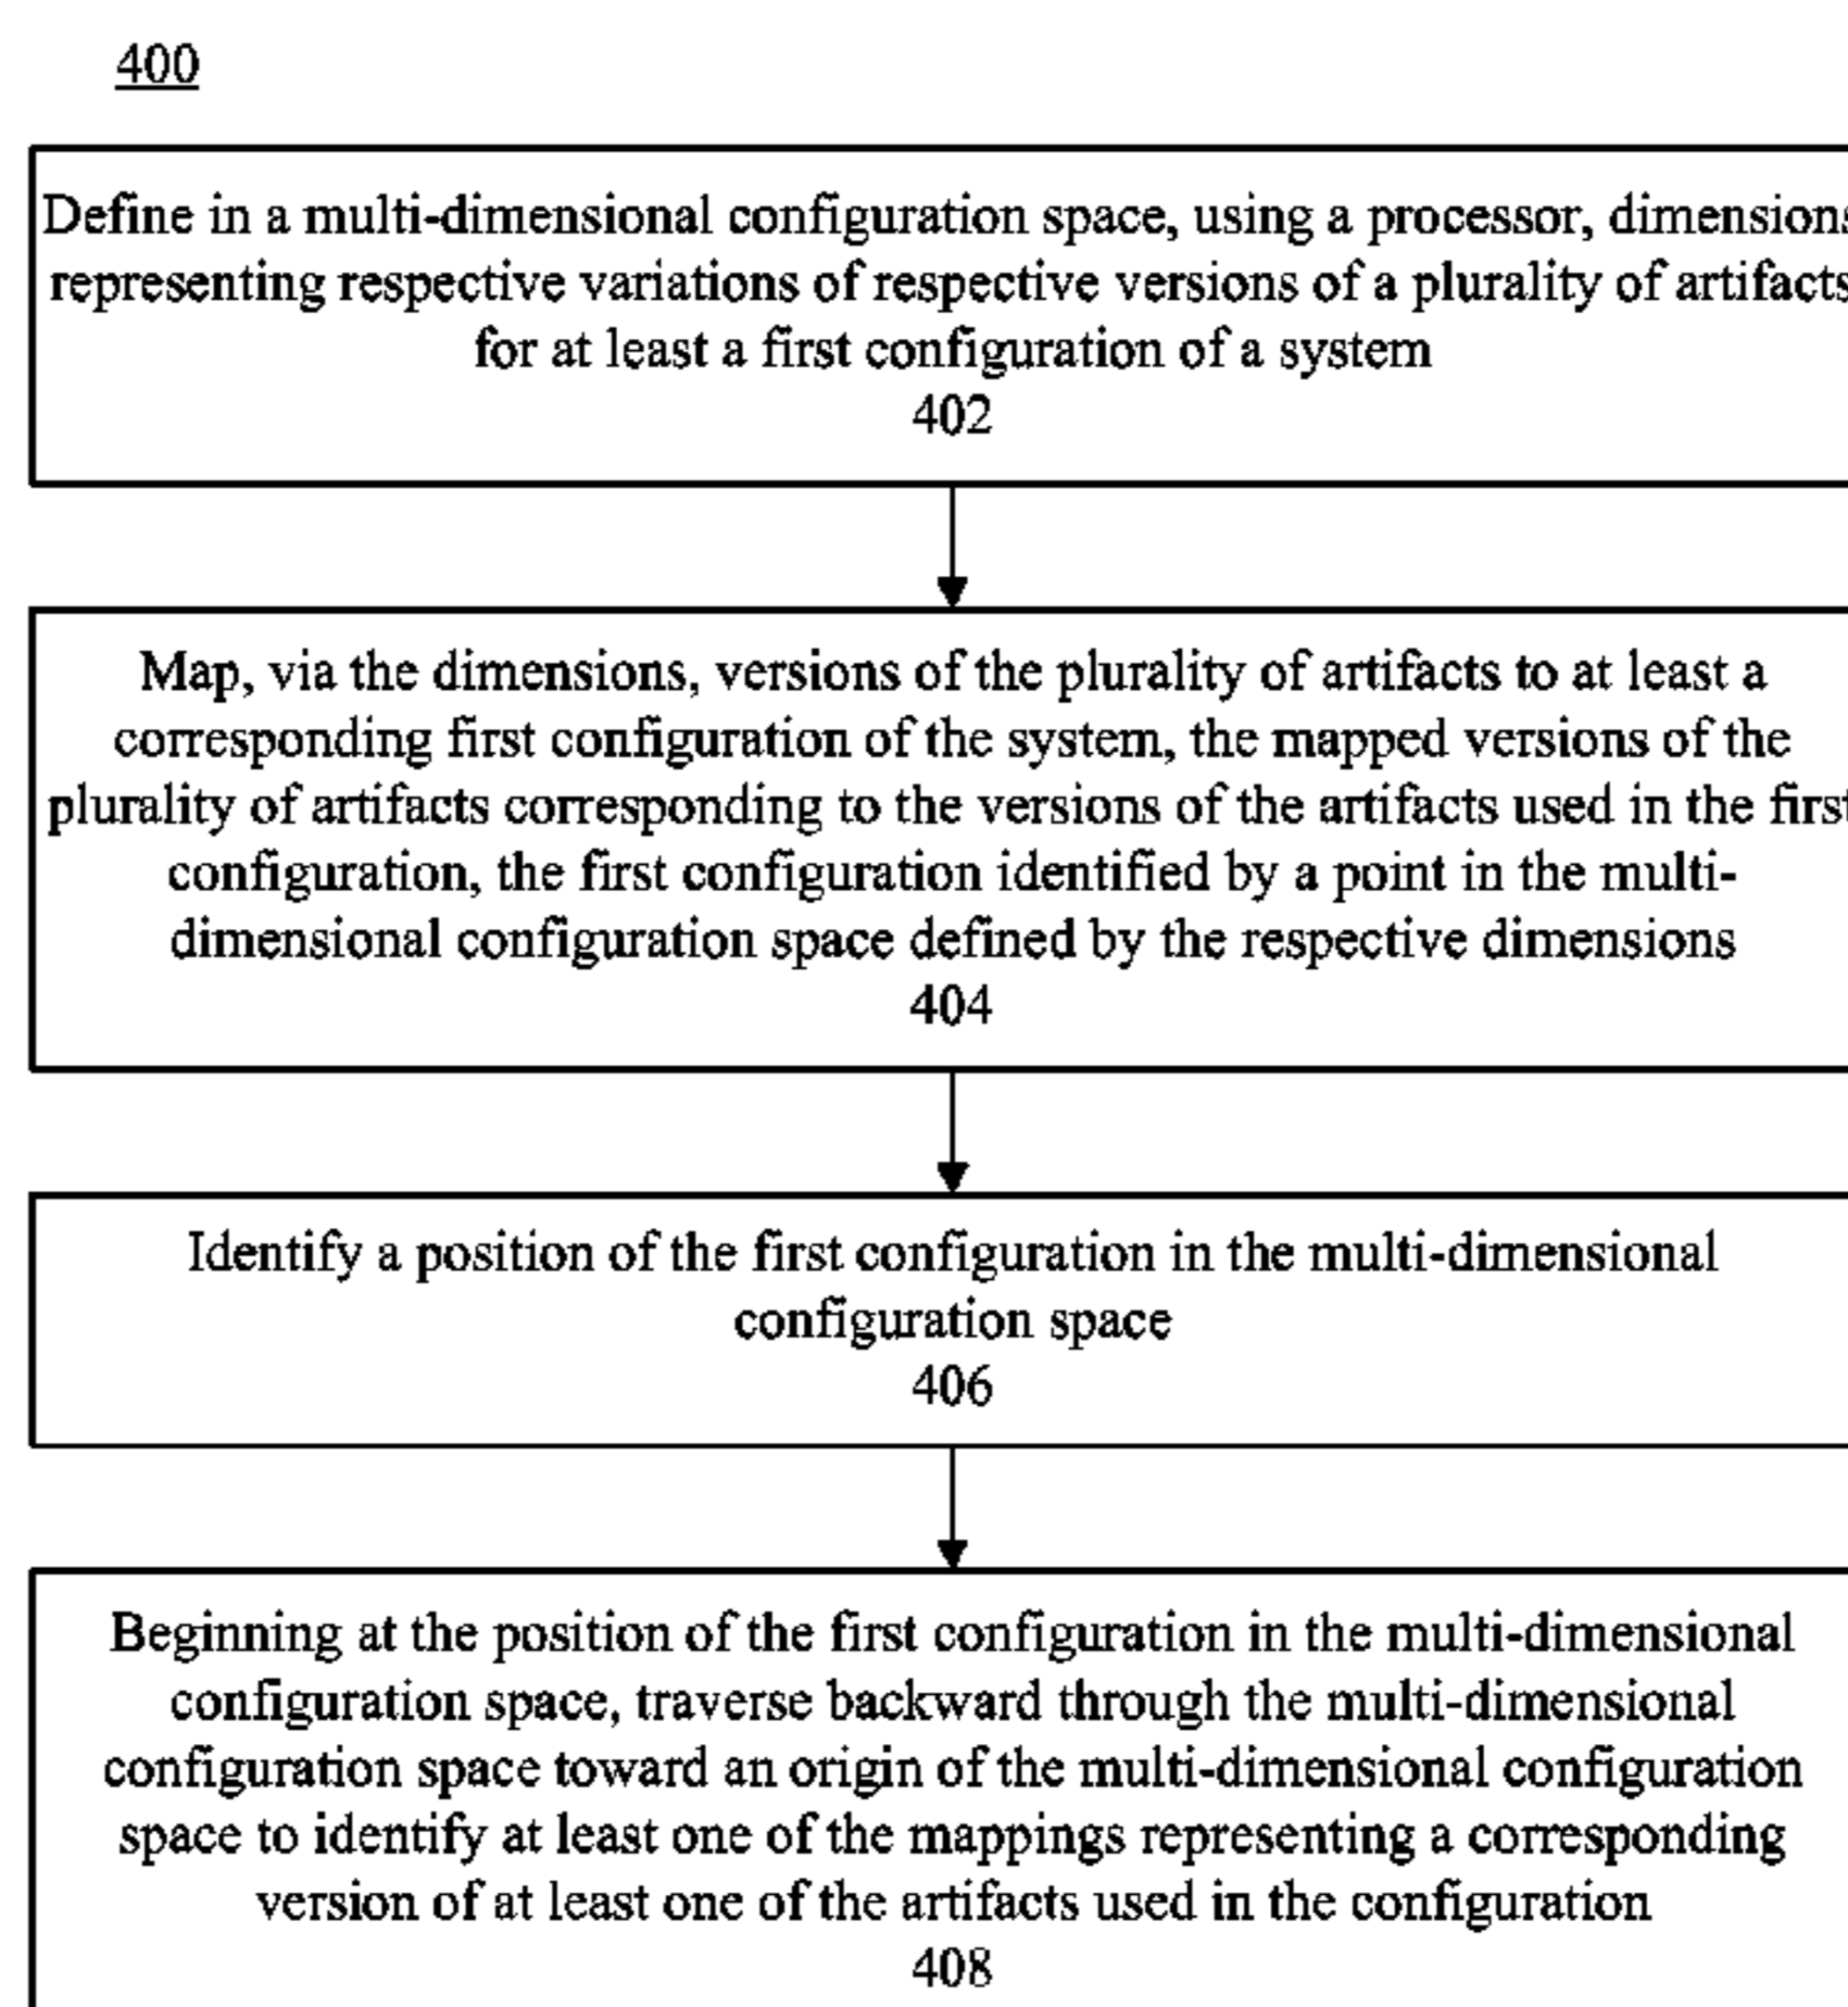 400
Define in a multi-dimensional configuration space, using a processor, dimensions
representing respective variations of respective versions of a plurality of artifacts
for at least a first configuration of a system
402
Map, via the dimensions, versions of the plurality of artifacts to at least a
corresponding first configuration of the system, the mapped versions of the
plurality of artifacts corresponding to the versions of the artifacts used in the first
configuration, the first configuration identified by a point in the multi-
dimensional configuration space defined by the respective dimensions
404
Identify a position of the first configuration in the multi-dimensional
configuration space
406
Beginning at the position of the first configuration in the multi-dimensional
configuration space, traverse backward through the multi-dimensional
configuration space toward an origin of the multi-dimensional configuration
space to identify at least one of the mappings representing a corresponding
version of at least one of the artifacts used in the configuration
408